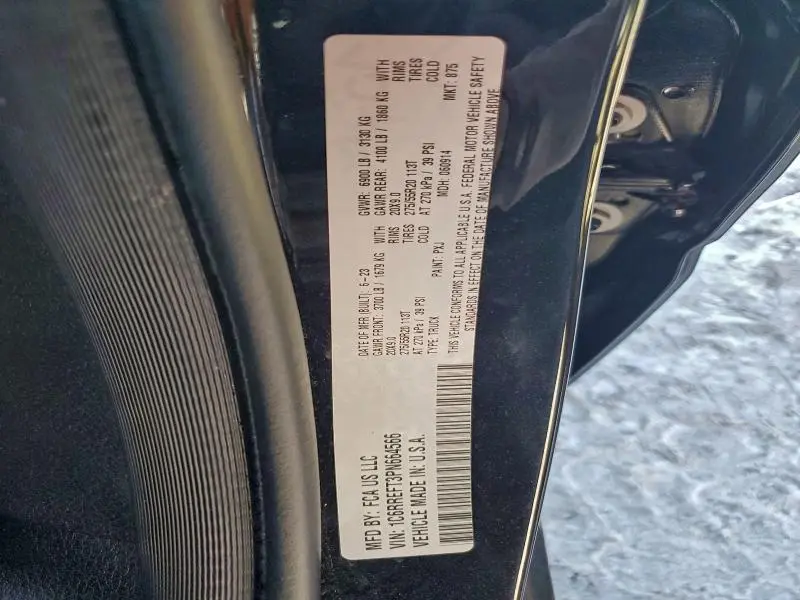 MFD BY: FCA US LLC
VIN: 1C6RREFT3PN664566
VEHICLE MADE IN: U.S.A.
DATE OF MFR (BUILT): 6-23 GVWR: 6900 LB / 3130 KG
GAWR FRONT: 3700 LB / 1679 KG WITH GAWR REAR: 4100 LB / 1860 KG WITH
20X9.0 RIMS 20X9.0 RIMS
275/55R20 113T TIRES 275/55R20 113T TIRES
AT 270 kPa / 39 PSI COLD AT 270 kPa / 39 PSI COLD
TYPE: TRUCK PAINT: PXJ MDH: 060914 MKT: 875
THIS VEHICLE CONFORMS TO ALL APPLICABLE U.S.A. FEDERAL MOTOR VEHICLE SAFETY
STANDARDS IN EFFECT ON THE DATE OF MANUFACTURE SHOWN ABOVE